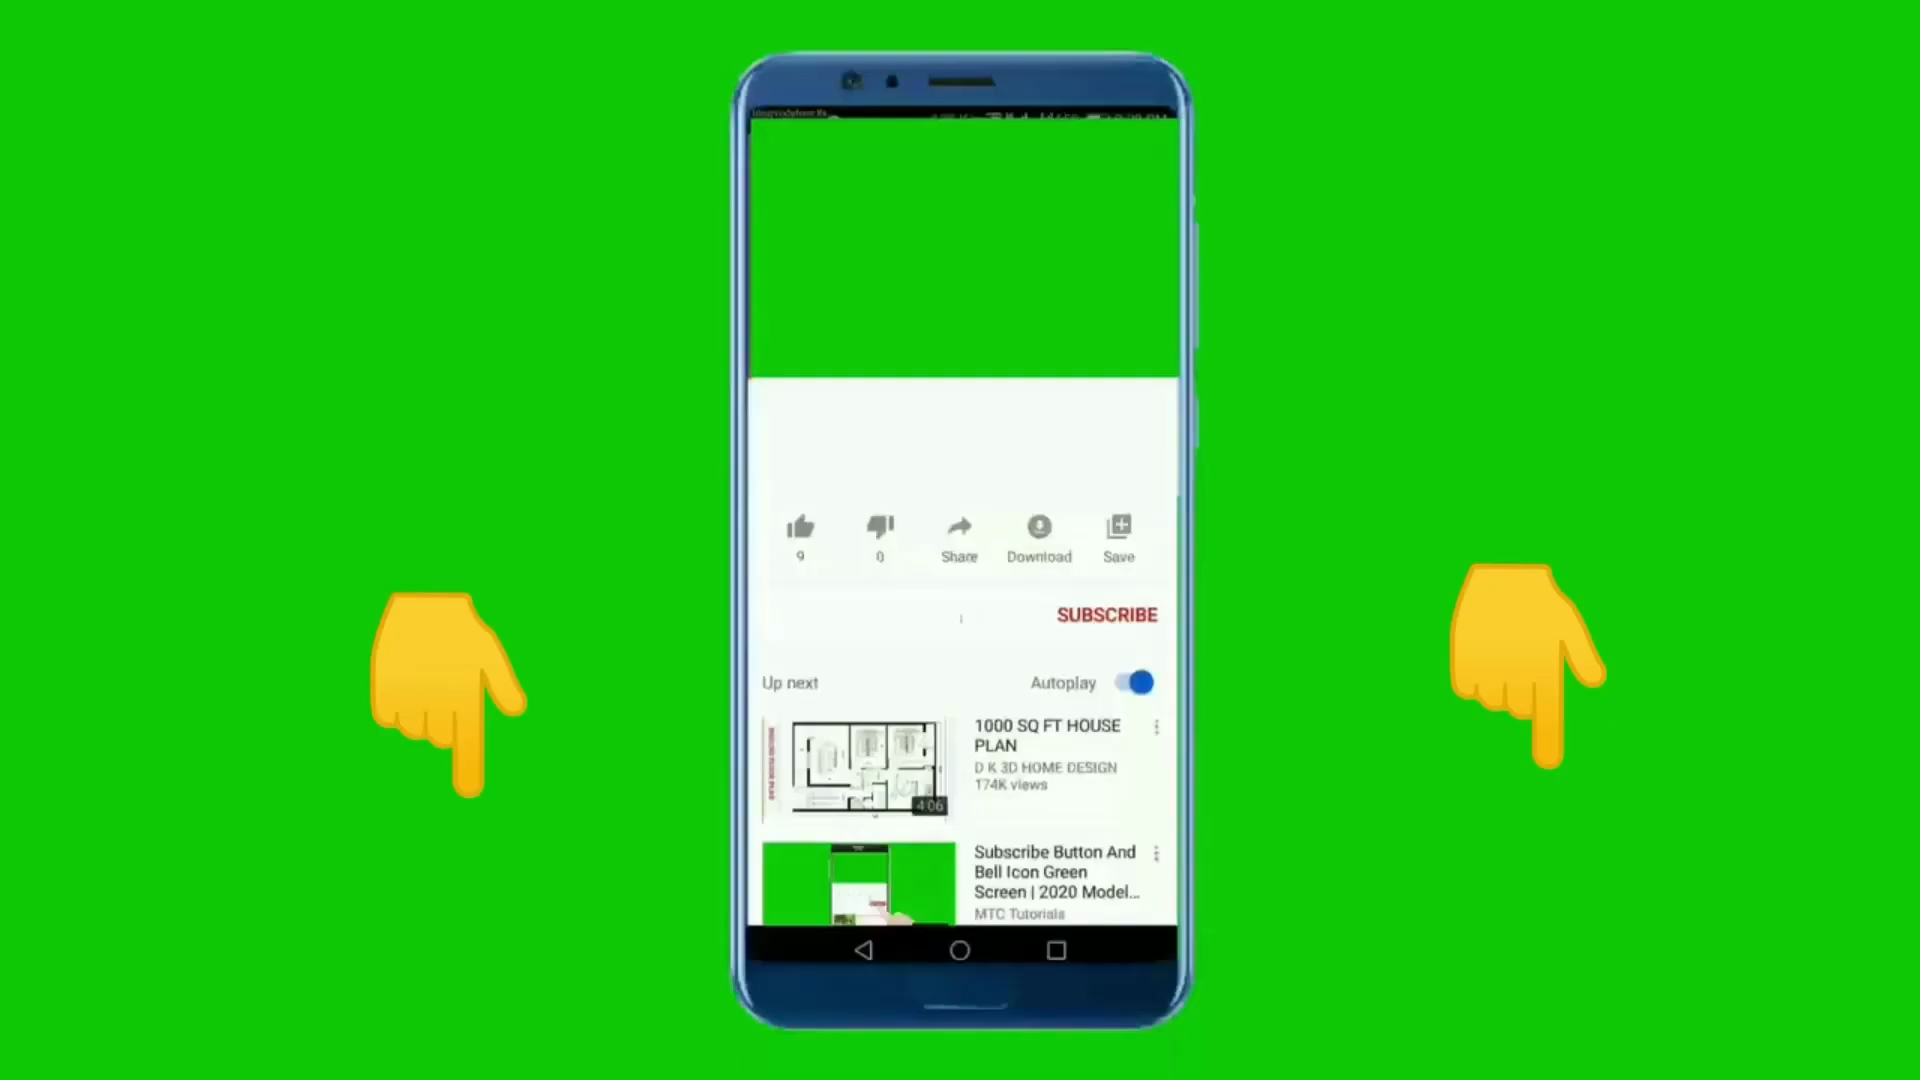 9
0
Share
Download
Save
SUBSCRIBE
Up next
Autoplay
1000 SQ FT HOUSE
PLAN
D K 3D HOME DESIGN
174K views
4:06
Subscribe Button And
Bell Icon Green
Screen | 2020 Model...
MTC Tutorials